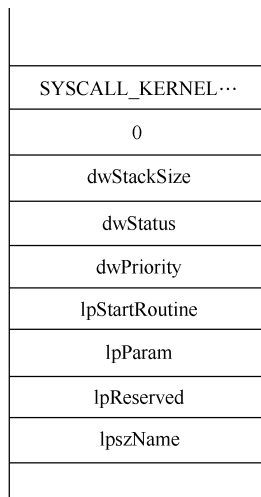 SYSCALL_KERNEL⋯
0
dwStackSize
dwStatus
dwPriority
lpStartRoutine
lpParam
lpReserved
lpszName